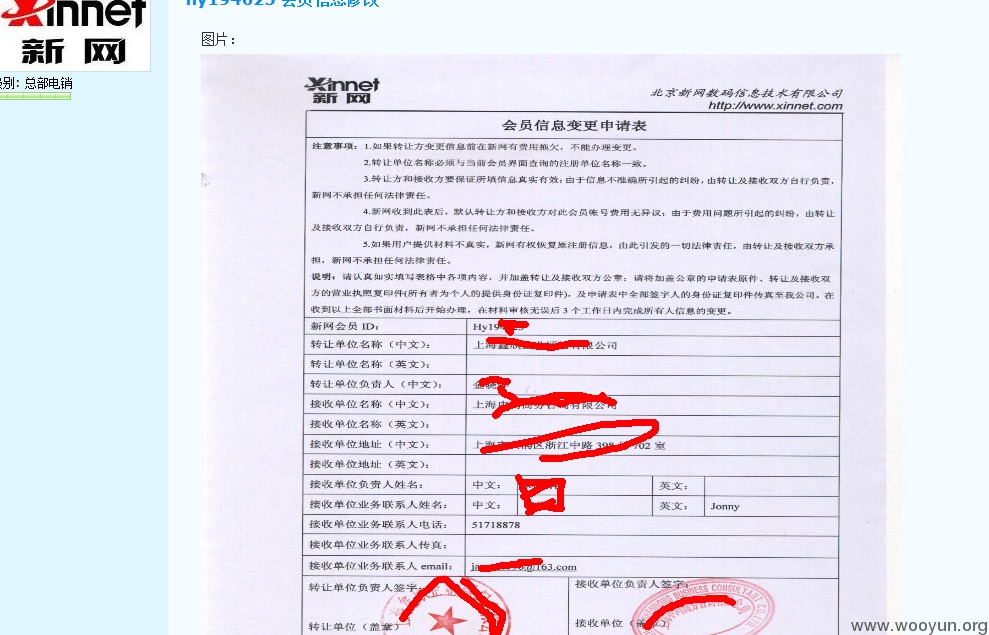 Xinnet
新 网
hy194625 会员信息修改
级别：总部电销
图片：
Xinnet
新 网
北京新网数码信息技术有限公司
http://www.xinnet.com
会员信息变更申请表
注意事项：1.如果转让方变更信息前在新网有费用拖欠，不能办理变更。
2.转让单位名称必须与当前会员界面查询的注册单位名称一致。
3.转让方和接收方要保证所填信息真实有效；由于信息不准确所引起的纠纷，由转让及接收双方自行负责，
新网不承担任何法律责任。
4.新网收到此表后，默认转让方和接收方对此会员帐号费用无异议；由于费用问题所引起的纠纷，由转让
及接收双方自行负责，新网不承担任何法律责任。
5.如果用户提供材料不真实，新网有权恢复原注册信息，由此引发的一切法律责任，由转让及接收双方承
担，新网不承担任何法律责任。
说明：请认真如实填写表格中各项内容，并加盖转让及接收双方公章；请将加盖公章的申请表原件、转让及接收双
方的营业执照复印件(所有者为个人的提供身份证复印件)，及申请表中全部签字人的身份证复印件传真至我公司。在
收到以上全部书面材料后开始办理，在材料审核无误后 3 个工作日内完成所有人信息的变更。
新网会员 ID： Hy19
转让单位名称（中文）： 上海 有限公司
转让单位名称（英文）：
转让单位负责人（中文）： 金
接收单位名称（中文）： 上海 有限公司
接收单位名称（英文）：
接收单位地址（中文）： 上海 区浙江中路 398 702 室
接收单位地址（英文）：
接收单位负责人姓名： 中文： 英文：
接收单位业务联系人姓名： 中文： 英文： Jonny
接收单位业务联系人电话： 51718878
接收单位业务联系人传真：
接收单位业务联系人 email： @163.com
转让单位负责人签字： 接收单位负责人签字：
BUSINESS CONSULTANT CO.,LTD
转让单位（盖章） 接收单位（盖
www.wooyun.org